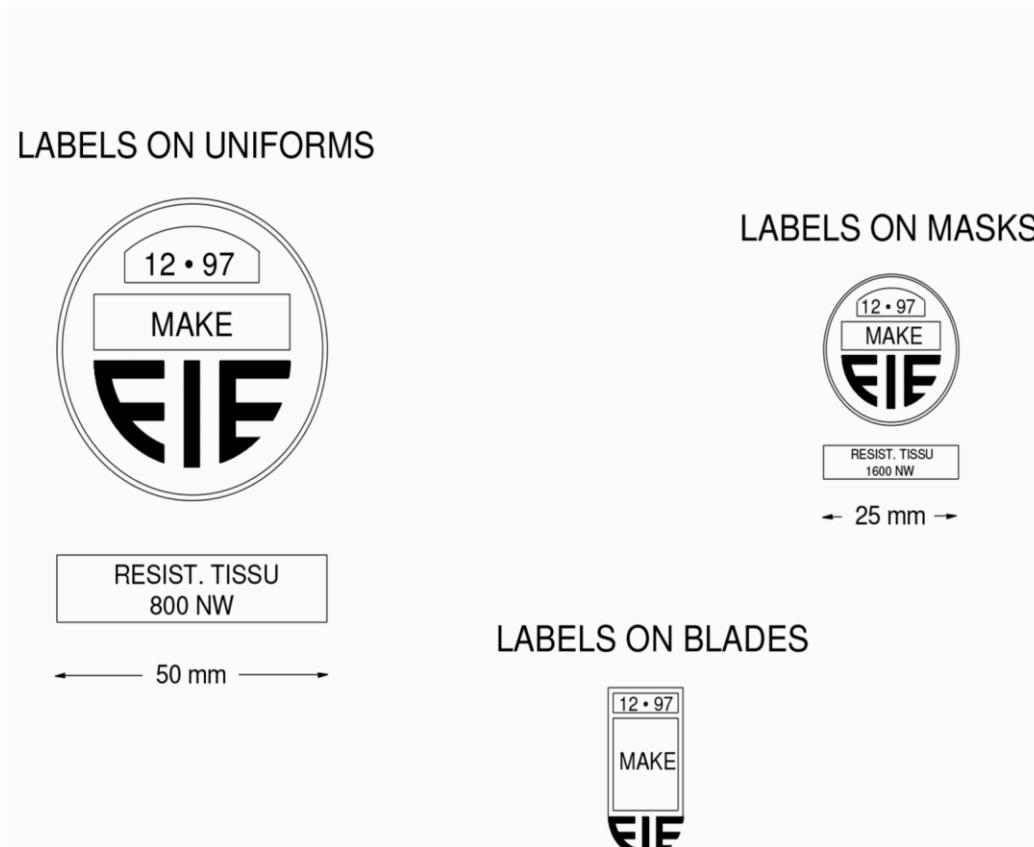 LABELS ON UNIFORMS
12 • 97
MAKE
FIE
RESIST. TISSU
800 NW
50 mm
LABELS ON MASKS
12 • 97
MAKE
FIE
RESIST. TISSU
1600 NW
25 mm
LABELS ON BLADES
12 • 97
MAKE
FIE